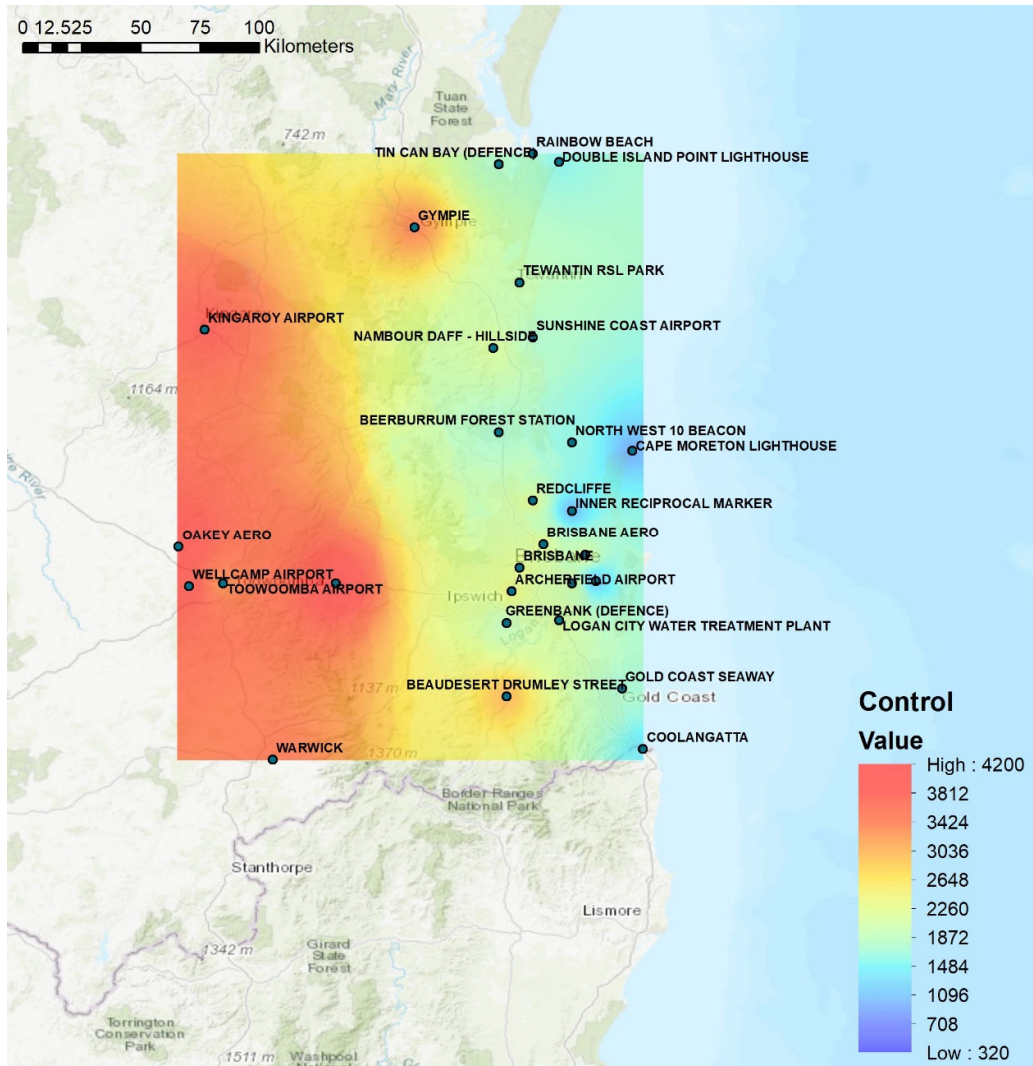 0 12.525 50 75 100
Kilometers
Mary River
Tuan
State
Forest
742 m
RAINBOW BEACH
TIN CAN BAY (DEFENCE)
DOUBLE ISLAND POINT LIGHTHOUSE
GYMPIE
Gympie
TEWANTIN RSL PARK
Tewantin
KINGAROY AIRPORT
SUNSHINE COAST AIRPORT
NAMBOUR DAFF - HILLSIDE
1164 m
BEERBURRUM FOREST STATION
NORTH WEST 10 BEACON
CAPE MORETON LIGHTHOUSE
REDCLIFFE
INNER RECIPROCAL MARKER
OAKEY AERO
BRISBANE AERO
BRISBANE
WELLCAMP AIRPORT
TOOWOOMBA AIRPORT
ARCHERFIELD AIRPORT
Ipswich
GREENBANK (DEFENCE)
Logan
LOGAN CITY WATER TREATMENT PLANT
1137 m
BEAUDESERT DRUMLEY STREET
GOLD COAST SEAWAY
Gold Coast
WARWICK
1370 m
COOLANGATTA
Border Ranges
National Park
Stanthorpe
Lismore
1342 m
Girard
State
Forest
Torrington
Conservation
Park
1511 m
Washpool
Control
Value
High : 4200
3812
3424
3036
2648
2260
1872
1484
1096
708
Low : 320